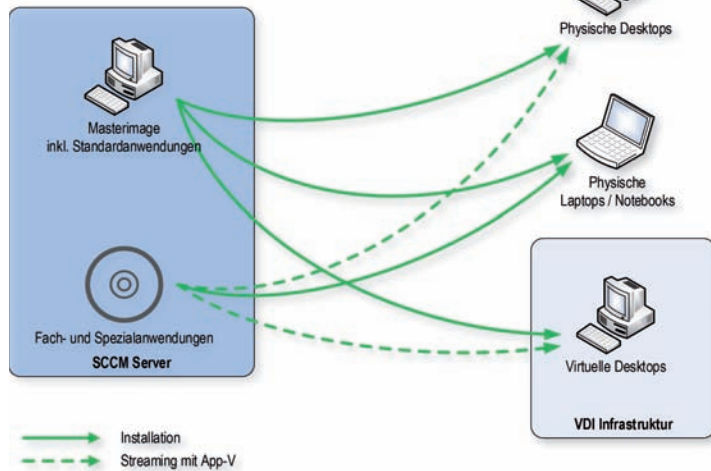 Physische Desktops
Masterimage
inkl. Standardanwendungen
Physische
Laptops / Notebooks
Fach- und Spezialanwendungen
SCCM Server
Virtuelle Desktops
VDI Infrastruktur
Installation
Streaming mit App-V